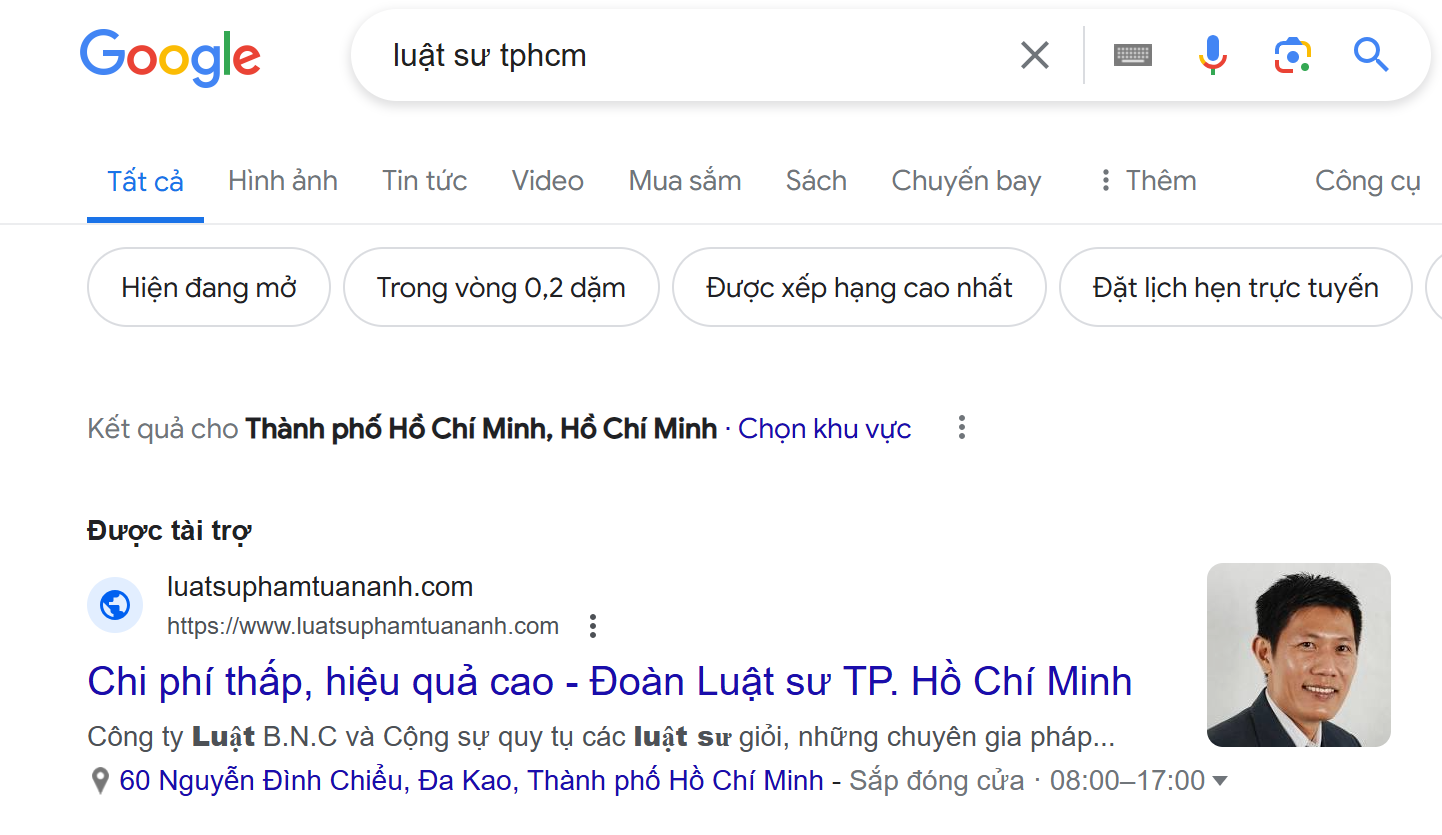 Google
luật sư tphcm
Tất cả Hình ảnh Tin tức Video Mua sắm Sách Chuyến bay Thêm Công cụ
Hiện đang mở Trong vòng 0,2 dặm Được xếp hạng cao nhất Đặt lịch hẹn trực tuyến
Kết quả cho Thành phố Hồ Chí Minh, Hồ Chí Minh · Chọn khu vực
Được tài trợ
luatsuphamtuananh.com
https://www.luatsuphamtuananh.com
Chi phí thấp, hiệu quả cao - Đoàn Luật sư TP. Hồ Chí Minh
Công ty Luật B.N.C và Cộng sự quy tụ các luật sư giỏi, những chuyên gia pháp...
60 Nguyễn Đình Chiểu, Đa Kao, Thành phố Hồ Chí Minh - Sắp đóng cửa · 08:00–17:00